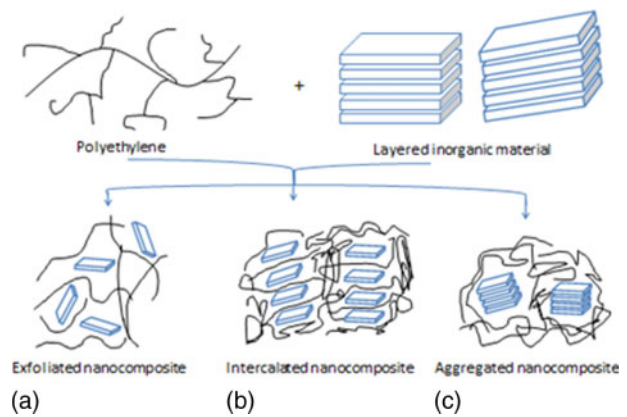 +
Polyethylene
Layered inorganic material
Exfoliated nanocomposite
Intercalated nanocomposite
Aggregated nanocomposite
(a)
(b)
(c)